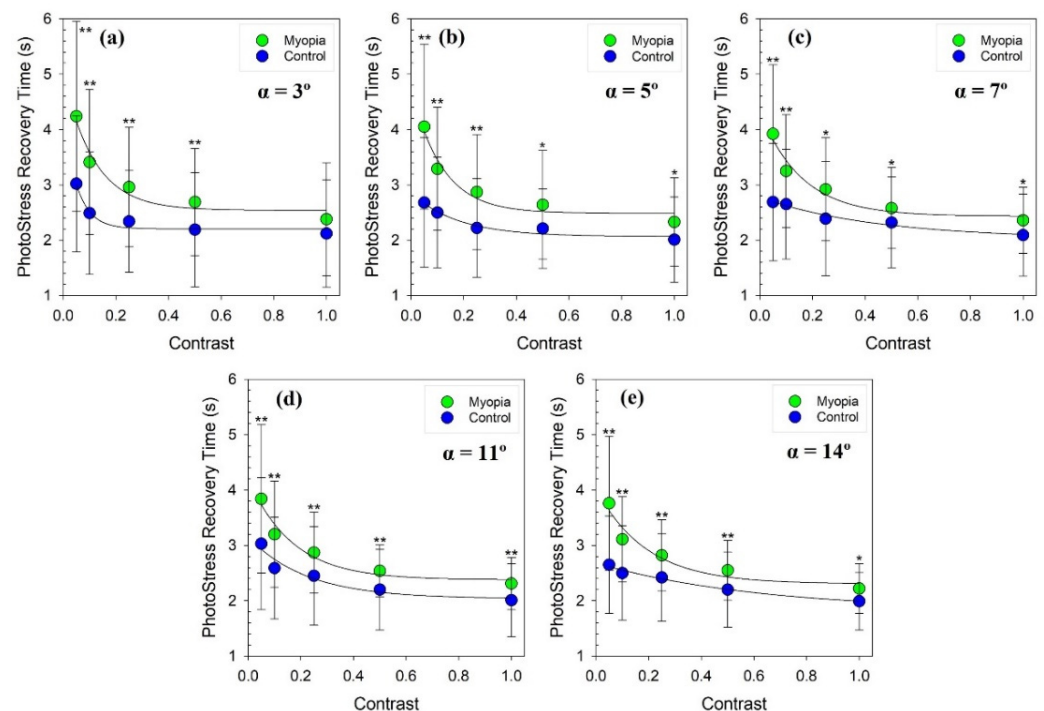 (a)
Myopia
Control
α = 3º
**
**
**
**
PhotoStress Recovery Time (s)
6
5
4
3
2
1
0.0 0.2 0.4 0.6 0.8 1.0
Contrast
(b)
Myopia
Control
α = 5º
**
**
**
*
*
PhotoStress Recovery Time (s)
6
5
4
3
2
1
0.0 0.2 0.4 0.6 0.8 1.0
Contrast
(c)
Myopia
Control
α = 7º
**
**
*
*
*
PhotoStress Recovery Time (s)
6
5
4
3
2
1
0.0 0.2 0.4 0.6 0.8 1.0
Contrast
(d)
Myopia
Control
α = 11º
**
**
**
**
**
PhotoStress Recovery Time (s)
6
5
4
3
2
1
0.0 0.2 0.4 0.6 0.8 1.0
Contrast
(e)
Myopia
Control
α = 14º
**
**
**
**
*
PhotoStress Recovery Time (s)
6
5
4
3
2
1
0.0 0.2 0.4 0.6 0.8 1.0
Contrast